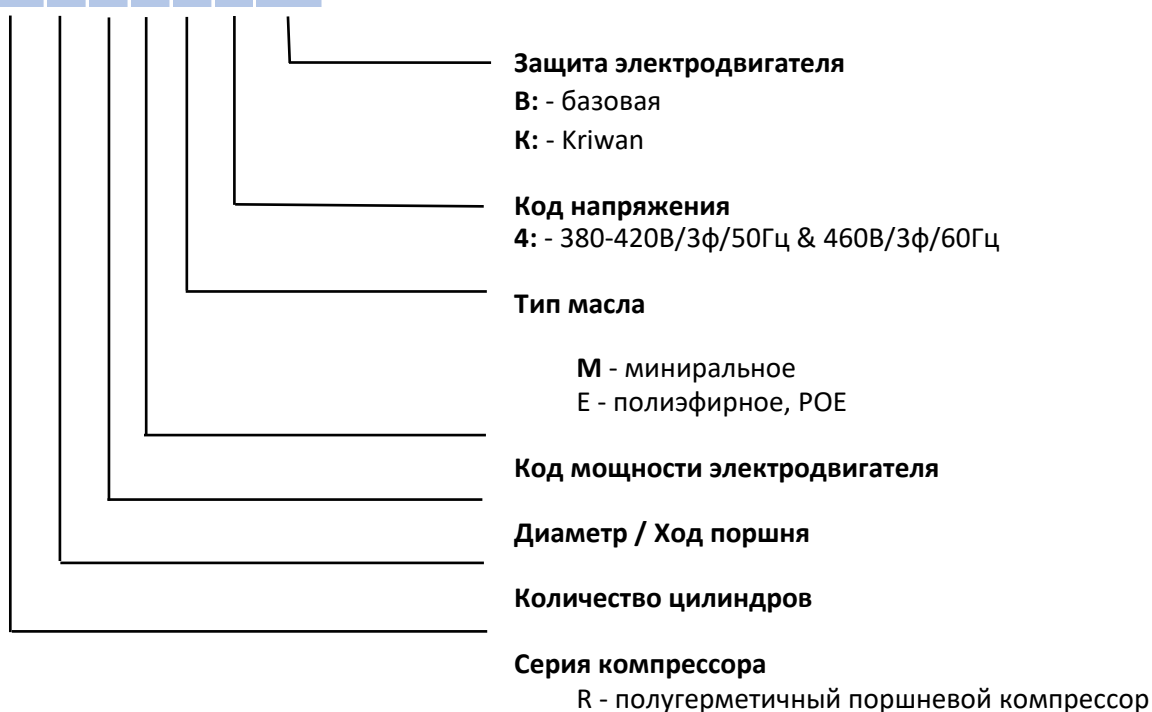 Защита электродвигателя
B: - базовая
K: - Kriwan
Код напряжения
4: - 380-420В/3ф/50Гц & 460В/3ф/60Гц
Тип масла
М - миниральное
Е - полиэфирное, POE
Код мощности электродвигателя
Диаметр / Ход поршня
Количество цилиндров
Серия компрессора
R - полугерметичный поршневой компрессор